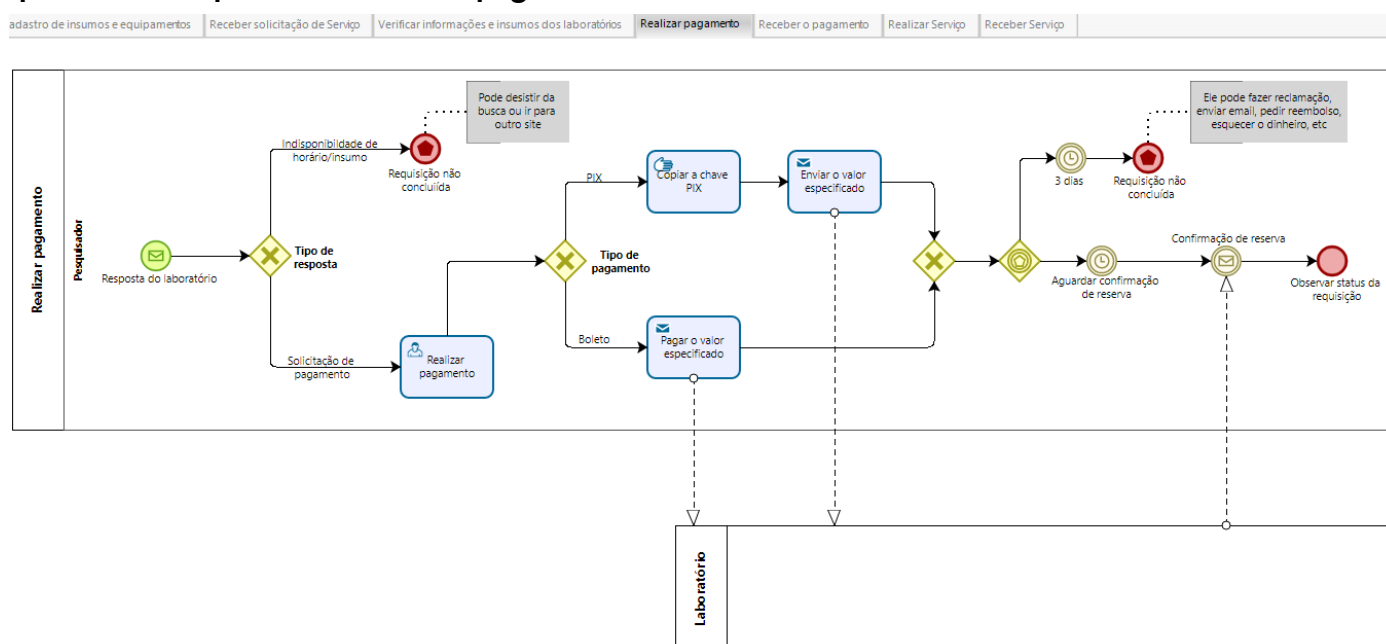 adastro de insumos e equipamentos
Receber solicitação de Serviço
Verificar informações e insumos dos laboratórios
Realizar pagamento
Receber o pagamento
Realizar Serviço
Receber Serviço
Realizar pagamento
Pesquisador
Resposta do laboratório
Tipo de
resposta
Indisponibildade de
horário/insumo
Requisição não
concluiída
Pode desistir da
busca ou ir para
outro site
Solicitação de
pagamento
Realizar
pagamento
Tipo de
pagamento
PIX
Copiar a chave
PIX
Enviar o valor
especificado
Boleto
Pagar o valor
especificado
3 dias
Requisição não
concluída
Ele pode fazer reclamação,
enviar email, pedir reembolso,
esquecer o dinheiro, etc
Aguardar confirmação
de reserva
Confirmação de reserva
Observar status da
requisição
Laboratório